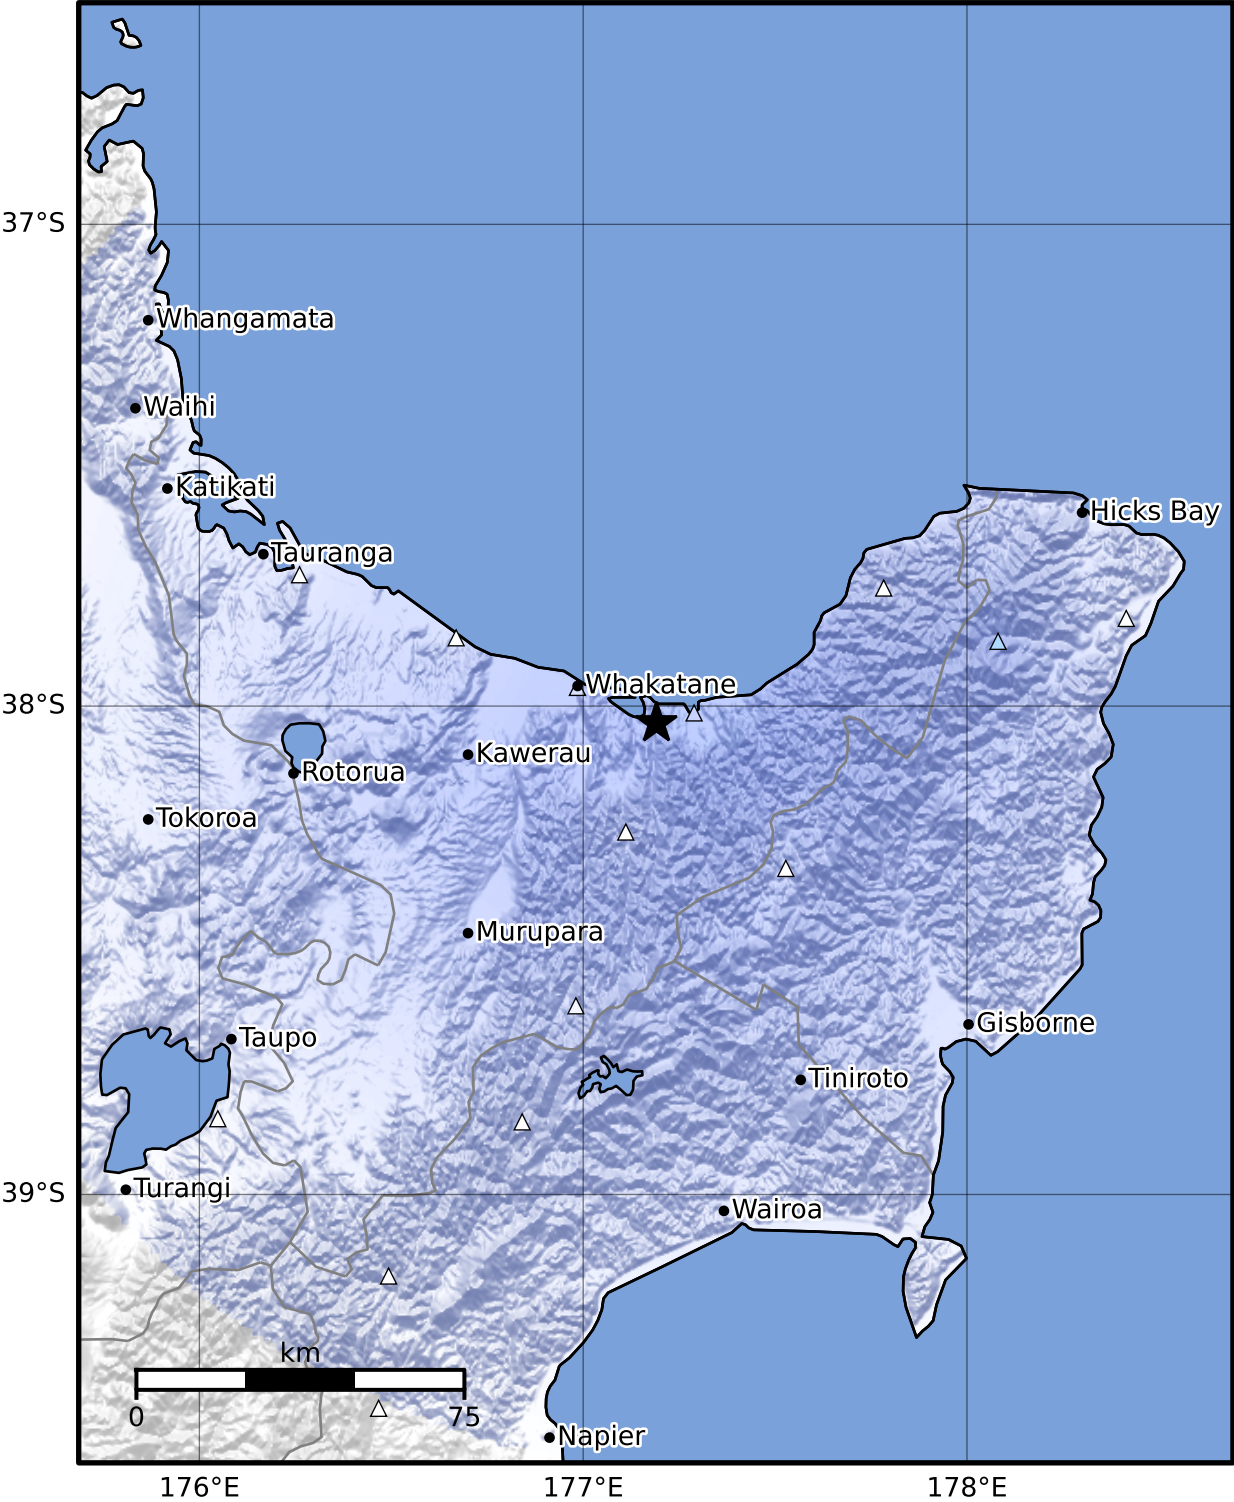 37°S
Whangamata
Waihi
Katikati
Hicks Bay
Tauranga
Whakatane
38°S
Kawerau
Rotorua
Tokoroa
Murupara
Gisborne
Taupo
Tiniroto
Turangi
39°S
Wairoa
km
0 75
Napier
176°E 177°E 178°E